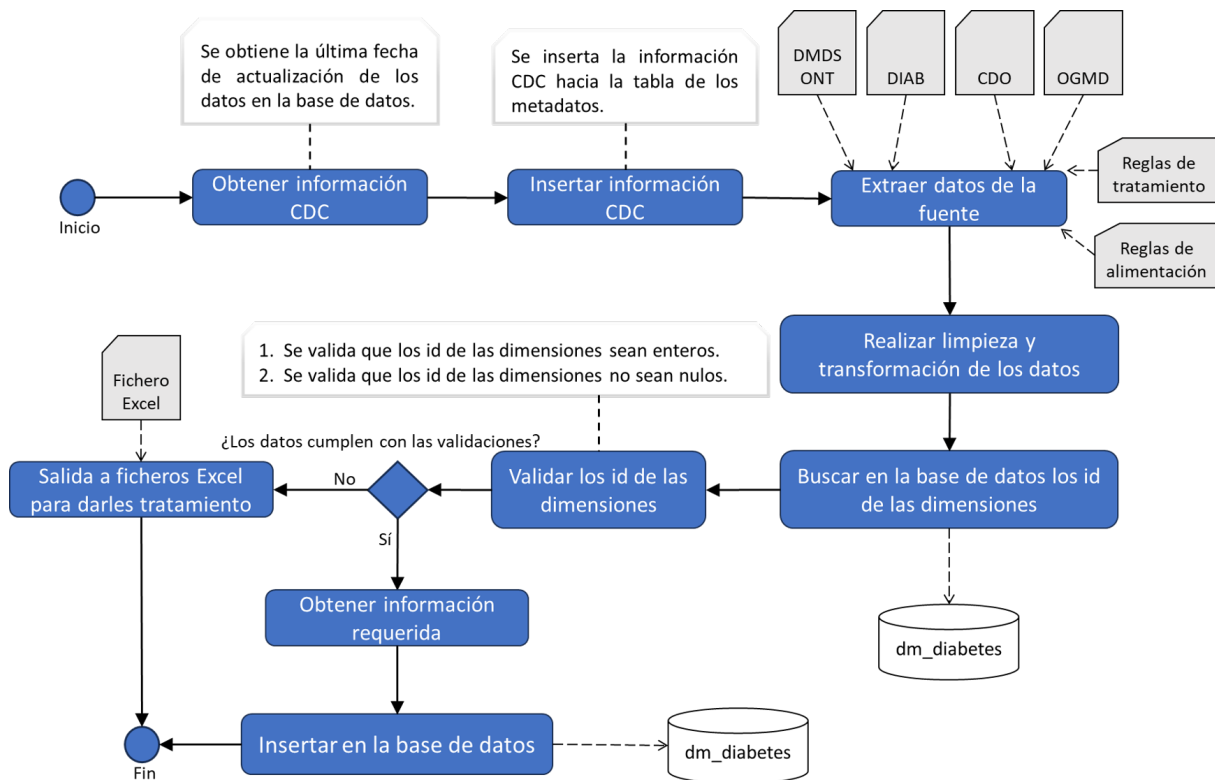 Se obtiene la última fecha
de actualización de los
datos en la base de datos.
Se inserta la información
CDC hacia la tabla de los
metadatos.
DMDS
ONT
DIAB
CDO
OGMD
Inicio
Obtener información
CDC
Insertar información
CDC
Extraer datos de la
fuente
Reglas de
tratamiento
Reglas de
alimentación
Realizar limpieza y
transformación de los datos
1. Se valida que los id de las dimensiones sean enteros.
2. Se valida que los id de las dimensiones no sean nulos.
Fichero
Excel
¿Los datos cumplen con las validaciones?
Salida a ficheros Excel
para darles tratamiento
No
Sí
Validar los id de las
dimensiones
Buscar en la base de datos los id
de las dimensiones
Obtener información
requerida
dm_diabetes
Insertar en la base de datos
dm_diabetes
Fin